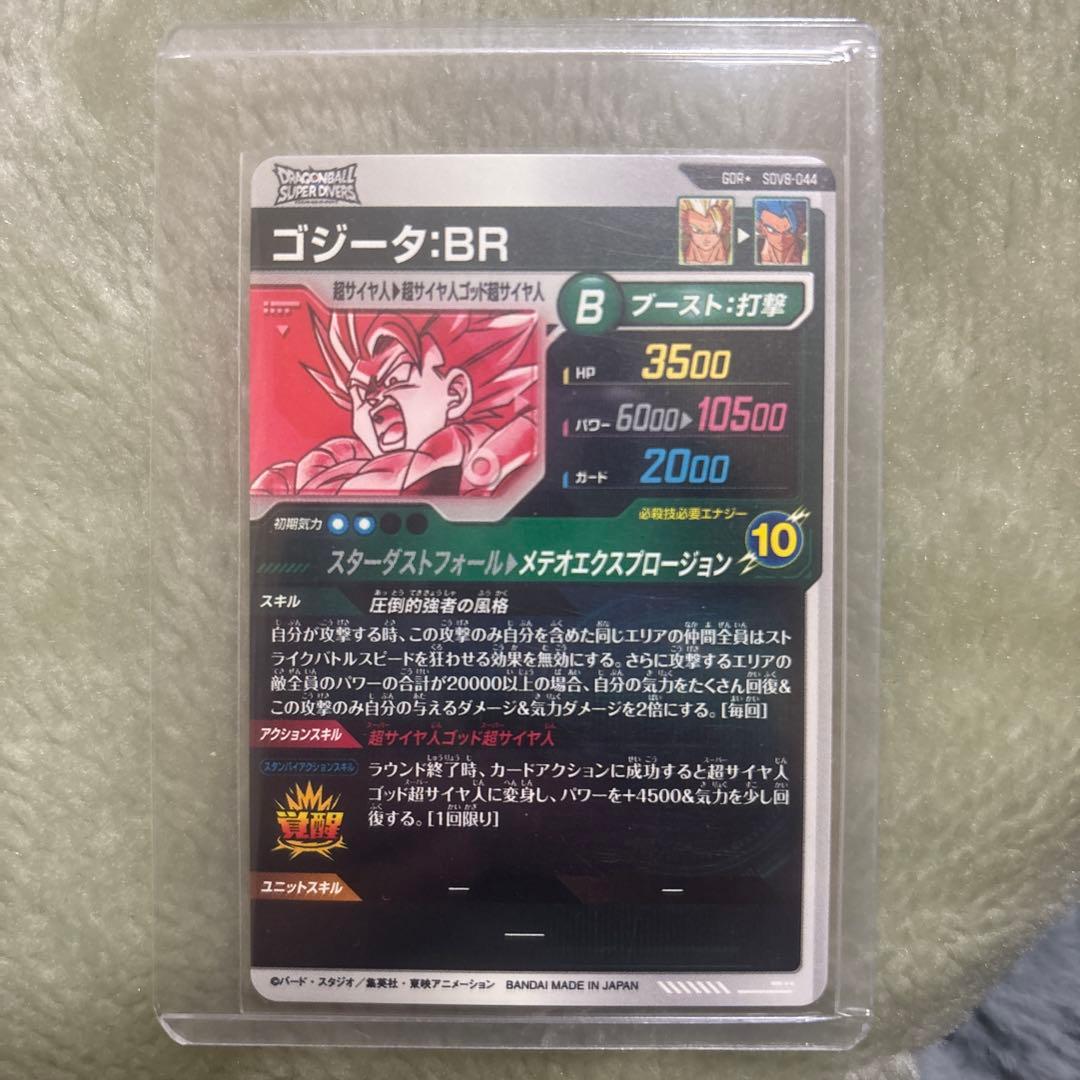 DRAGONBALL
SUPER DIVERS
GDR★ SDV8-044
ゴジータ:BR
超サイヤ人▶超サイヤ人ゴッド超サイヤ人
B ブースト:打撃
HP 3500
パワー 6000▶10500
ガード 2000
初期気力
必殺技必要エナジー
10
スターダストフォール▶メテオエクスプロージョン
スキル 圧倒的強者の風格
自分が攻撃する時、この攻撃のみ自分を含めた同じエリアの仲間全員はスト
ライクバトルスピードを狂わせる効果を無効にする。さらに攻撃するエリアの
敵全員のパワーの合計が20000以上の場合、自分の気力をたくさん回復&
この攻撃のみ自分の与えるダメージ&気力ダメージを2倍にする。[毎回]
アクションスキル 超サイヤ人ゴッド超サイヤ人
スタンバイアクションスキル
ラウンド終了時、カードアクションに成功すると超サイヤ人
ゴッド超サイヤ人に変身し、パワーを+4500&気力を少し回
復する。[1回限り]
覚醒
ユニットスキル — —
—
©バード・スタジオ/集英社・東映アニメーション BANDAI MADE IN JAPAN